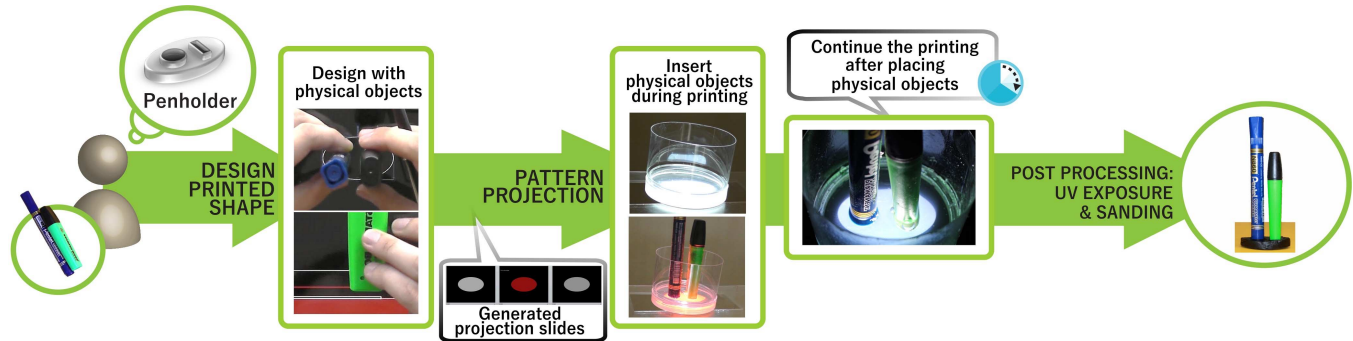 Penholder
DESIGN
PRINTED
SHAPE
Design with
physical objects
PATTERN
PROJECTION
Generated
projection slides
Insert
physical objects
during printing
Continue the printing
after placing
physical objects
POST PROCESSING:
UV EXPOSURE
& SANDING